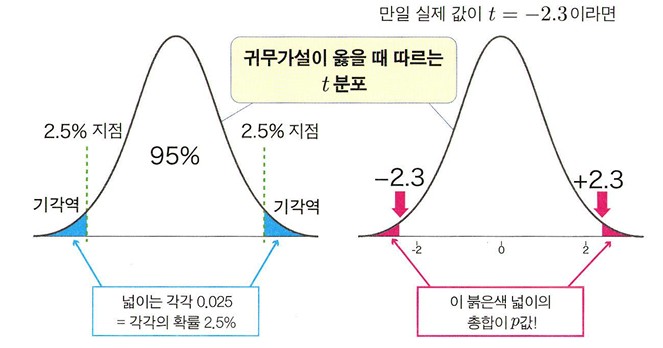 만일 실제 값이 t = −2.3이라면
귀무가설이 옳을 때 따르는
t 분포
2.5% 지점
2.5% 지점
95%
기각역
기각역
넓이는 각각 0.025
= 각각의 확률 2.5%
−2.3
+2.3
-2
0
2
이 붉은색 넓이의
총합이 p값!